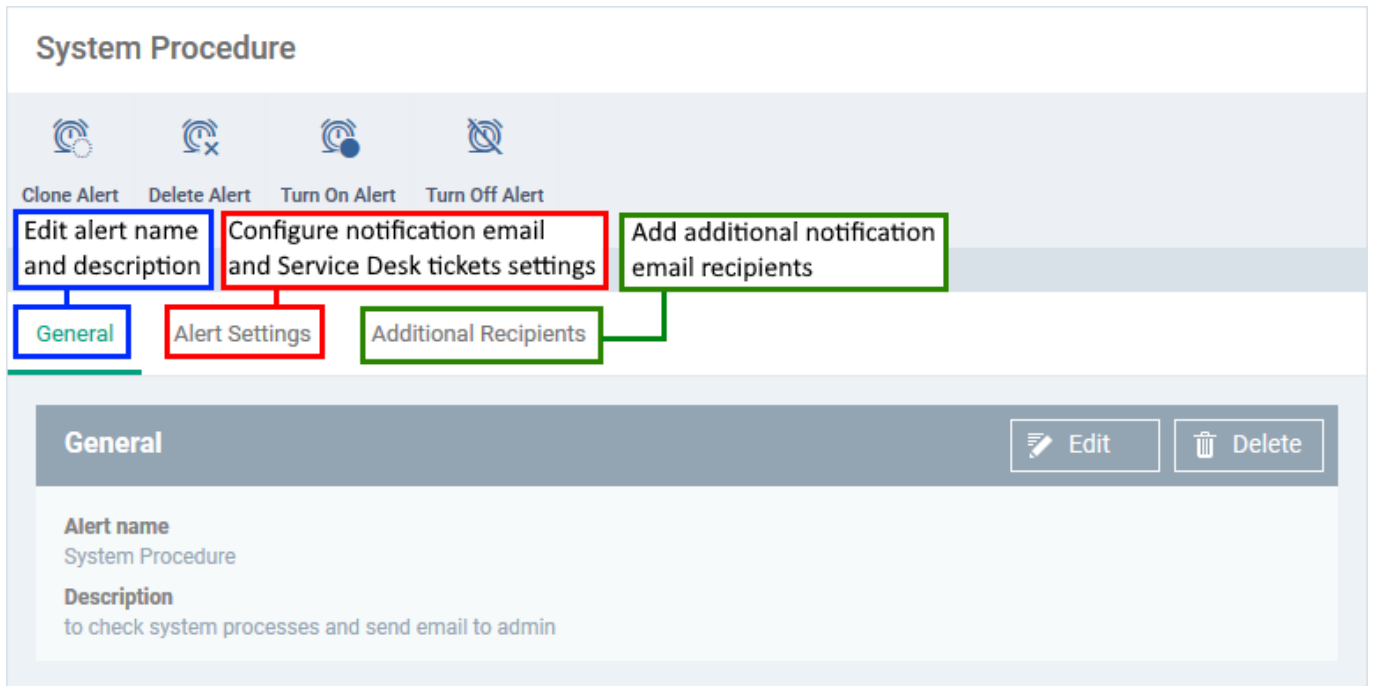 System Procedure
Clone Alert Delete Alert Turn On Alert Turn Off Alert
Edit alert name
and description
Configure notification email
and Service Desk tickets settings
Add additional notification
email recipients
General Alert Settings Additional Recipients
General Edit Delete
Alert name
System Procedure
Description
to check system processes and send email to admin